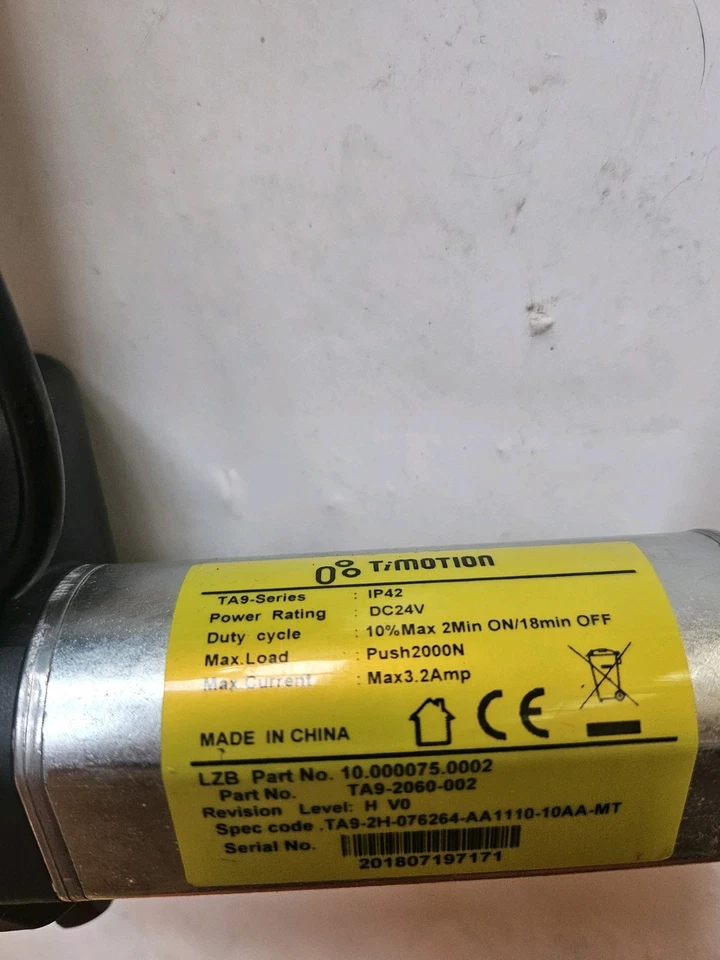 TiMOTION
TA9-Series : IP42
Power Rating : DC24V
Duty cycle : 10%Max 2Min ON/18min OFF
Max.Load : Push2000N
Max.Current : Max3.2Amp
MADE IN CHINA
CE
LZB Part No. 10.000075.0002
Part No. TA9-2060-002
Revision Level: H V0
Spec code .TA9-2H-076264-AA1110-10AA-MT
Serial No.
201807197171